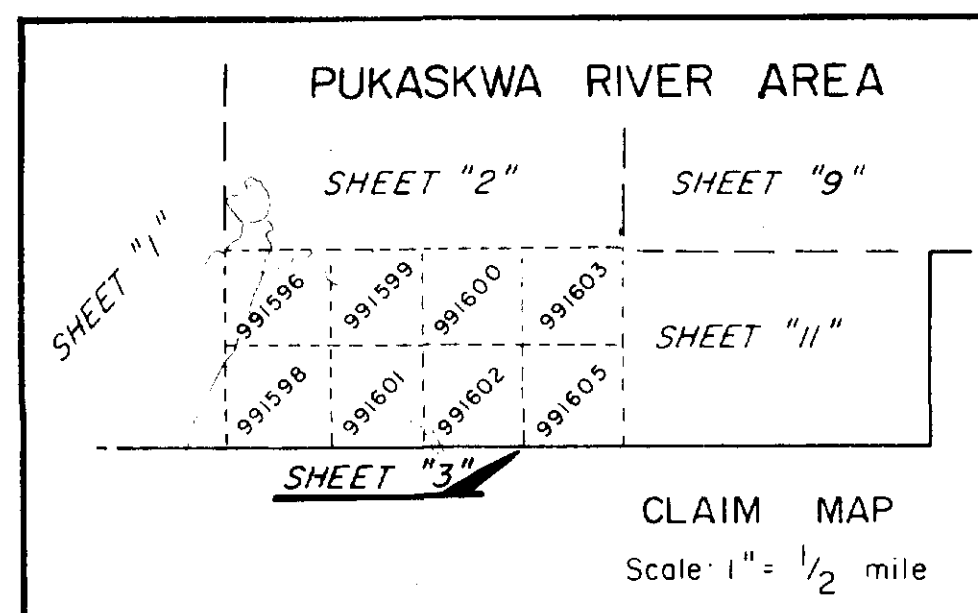 PUKASKWA RIVER AREA
SHEET "2"
SHEET "9"
SHEET "1"
991596
991599
991600
991603
SHEET "11"
991598
991601
991602
991605
SHEET "3"
CLAIM MAP
Scale: 1" = 1/2 mile